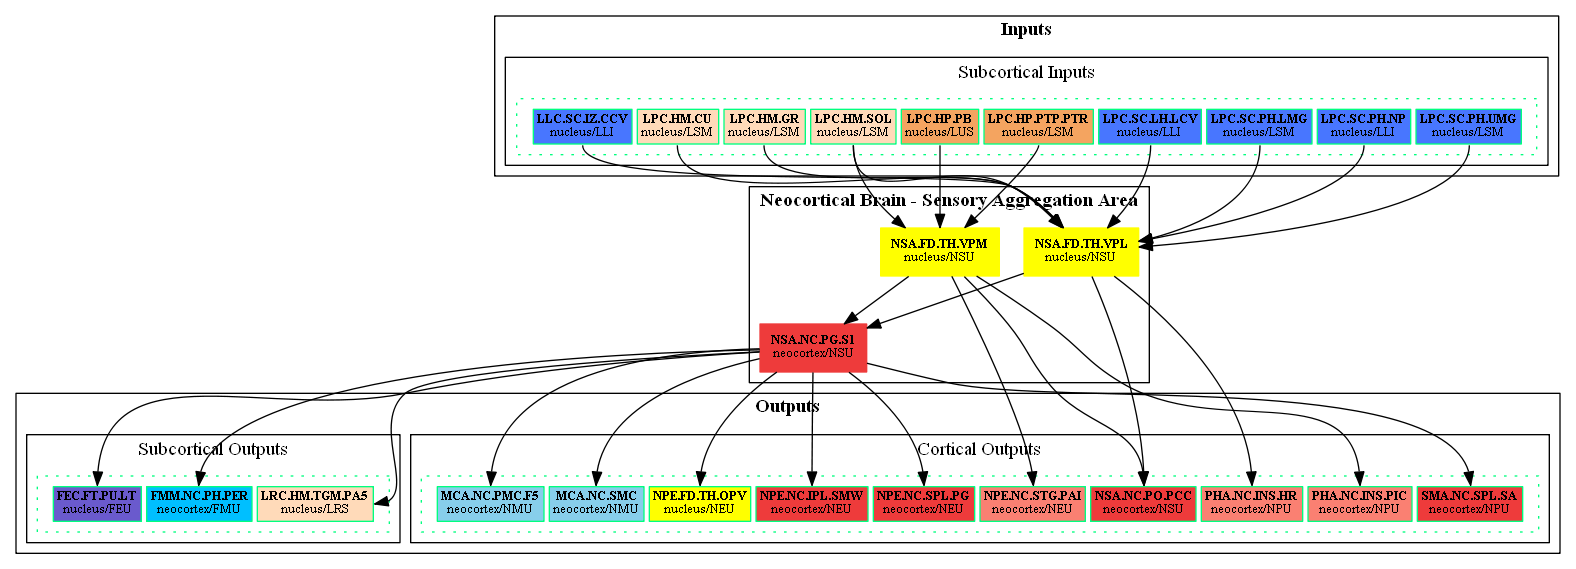 Inputs
Subcortical Inputs
LLC.SC.IZ.CCV
nucleus/LLI
LPC.HM.CU
nucleus/LSM
LPC.HM.GR
nucleus/LSM
LPC.HM.SOL
nucleus/LSM
LPC.HP.PB
nucleus/LUS
LPC.HP.PTP.PTR
nucleus/LSM
LPC.SC.LH.LCV
nucleus/LLI
LPC.SC.PH.LMG
nucleus/LSM
LPC.SC.PH.NP
nucleus/LLI
LPC.SC.PH.UMG
nucleus/LSM
Neocortical Brain - Sensory Aggregation Area
NSA.FD.TH.VPM
nucleus/NSU
NSA.FD.TH.VPL
nucleus/NSU
NSA.NC.PG.S1
neocortex/NSU
Outputs
Subcortical Outputs
FEC.FT.PU.LT
nucleus/FEU
FMM.NC.PH.PER
neocortex/FMU
LRC.HM.TGM.PA5
nucleus/LRS
Cortical Outputs
MCA.NC.PMC.F5
neocortex/NMU
MCA.NC.SMC
neocortex/NMU
NPE.FD.TH.OPV
nucleus/NEU
NPE.NC.IPL.SMW
neocortex/NEU
NPE.NC.SPL.PG
neocortex/NEU
NPE.NC.STG.PAI
neocortex/NEU
NSA.NC.PO.PCC
neocortex/NSU
PHA.NC.INS.HR
neocortex/NPU
PHA.NC.INS.PIC
neocortex/NPU
SMA.NC.SPL.SA
neocortex/NPU